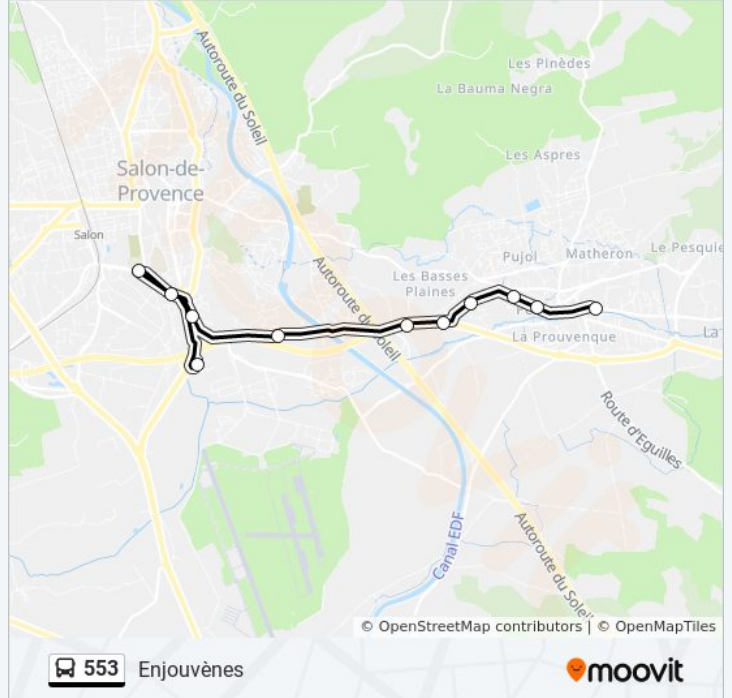 Autoroute du Soleil
Les Pinèdes
La Bauma Negra
Les Aspres
Salon-de-
Provence
Salon
Pujol
Matheron
Le Pesquie
Les Basses
Plaines
Autoroute du Soleil
La Prouvenque
La
Route d'Eguilles
Canal EDF
Autoroute du Soleil
© OpenStreetMap contributors | © OpenMapTiles
553 Enjouvènes
moovit